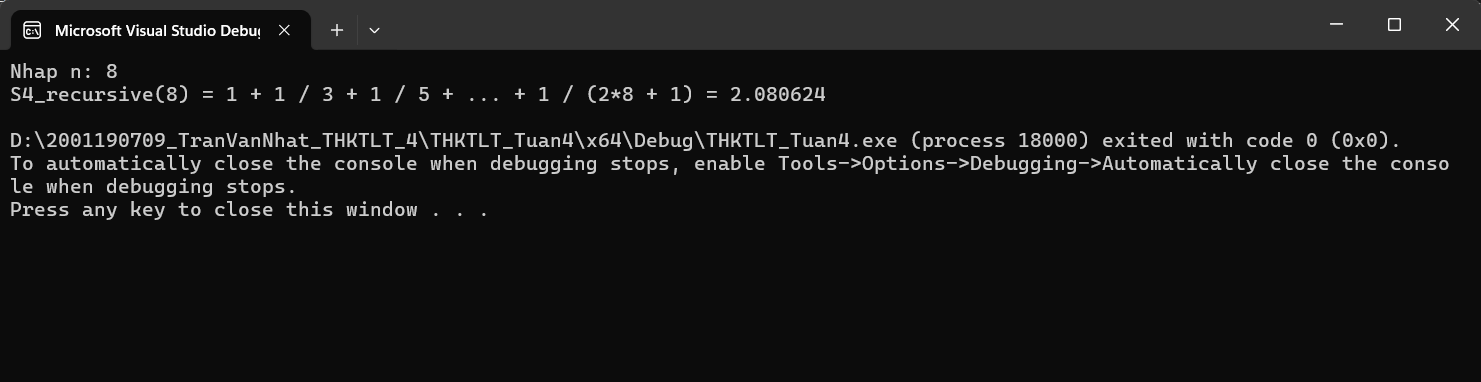 Microsoft Visual Studio Debu
Nhap n: 8
S4_recursive(8) = 1 + 1 / 3 + 1 / 5 + ... + 1 / (2*8 + 1) = 2.080624
D:\2001190709_TranVanNhat_THKTLT_4\THKTLT_Tuan4\x64\Debug\THKTLT_Tuan4.exe (process 18000) exited with code 0 (0x0).
To automatically close the console when debugging stops, enable Tools->Options->Debugging->Automatically close the conso
le when debugging stops.
Press any key to close this window . . .